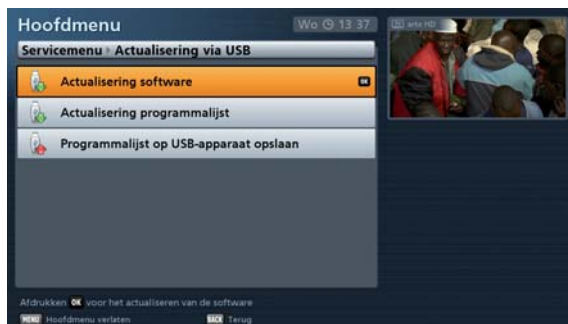 Hoofdmenu
Wo 13 37
arte HD
Servicemenu › Actualisering via USB
Actualisering software OK
Actualisering programmalijst
Programmalijst op USB-apparaat opslaan
Afdrukken OK voor het actualiseren van de software
MENU Hoofdmenu verlaten BACK Terug